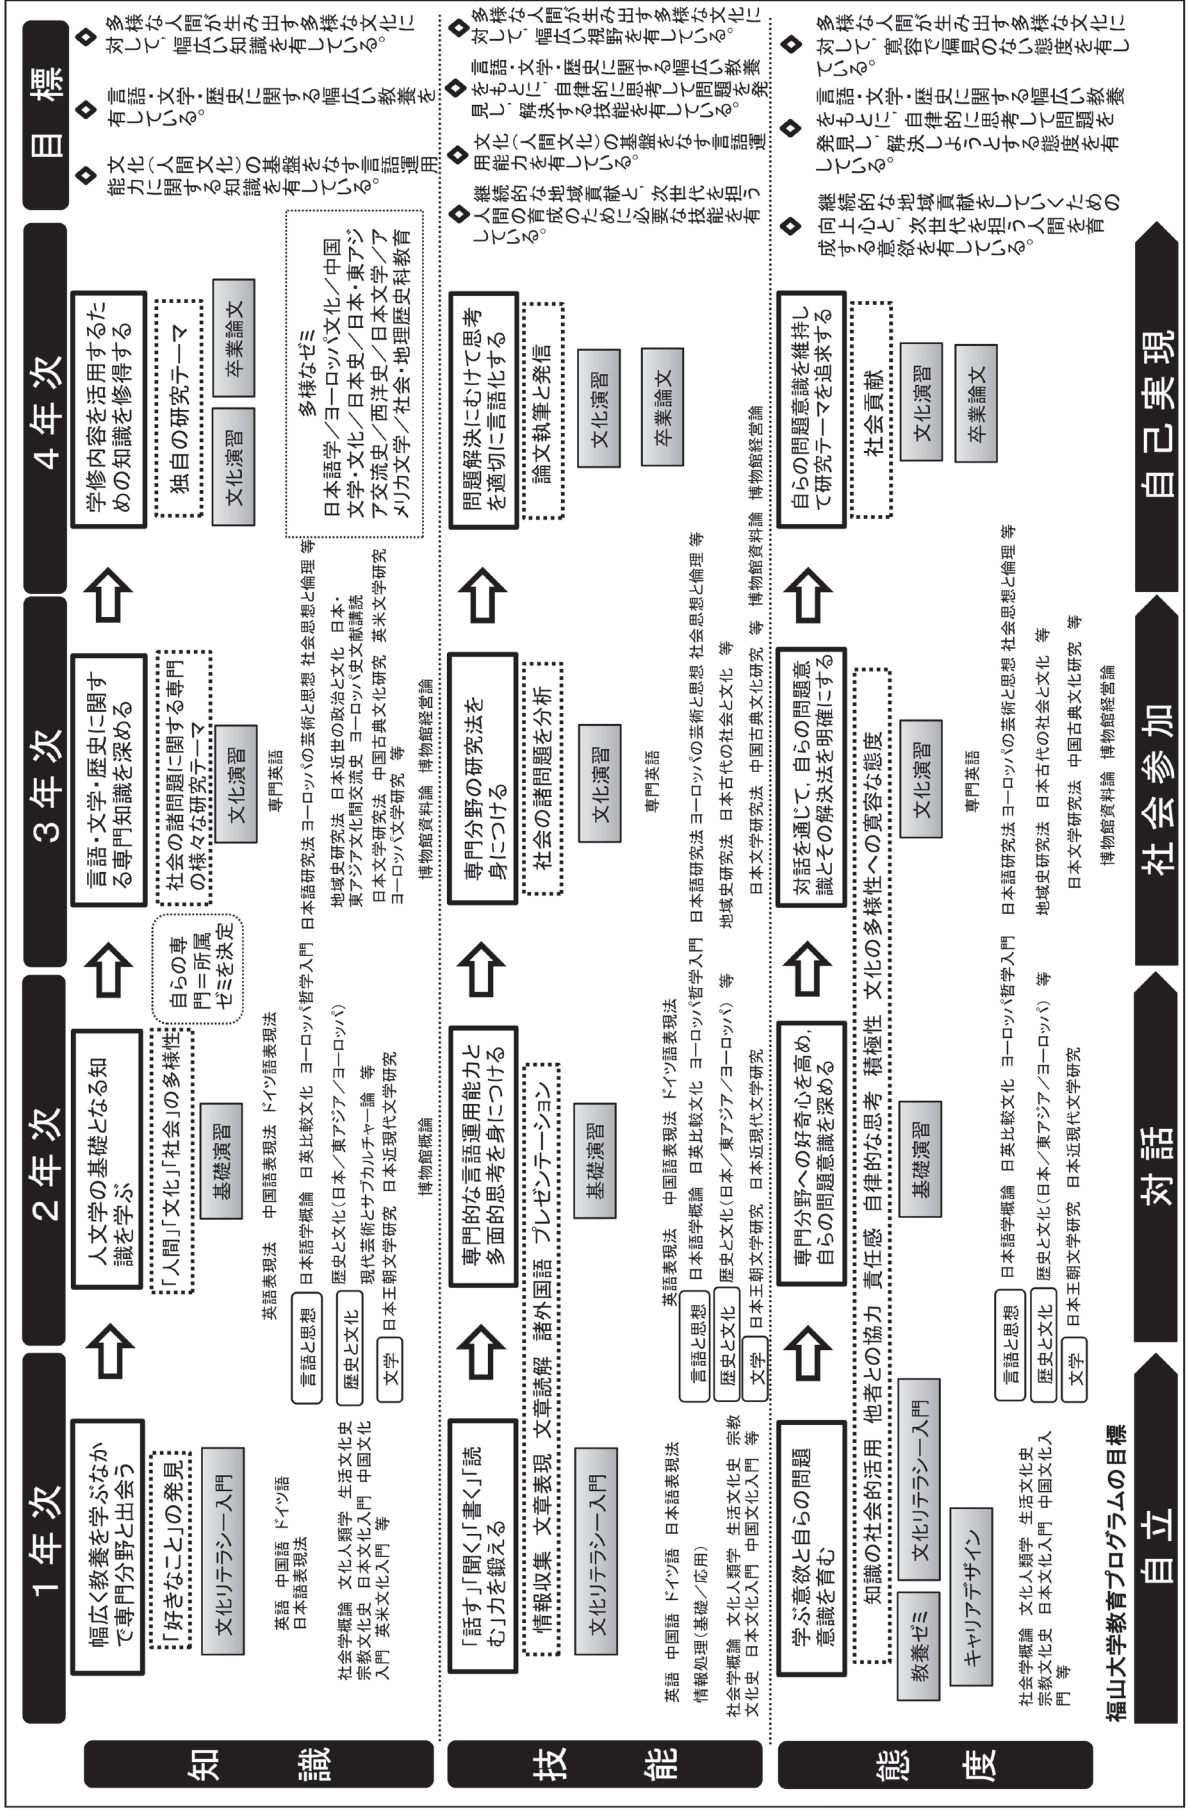 1年次
2年次
3年次
4年次
目 標
知 識
幅広く教養を学ぶなか
で専門分野と出会う
「好きなこと」の発見
文化リテラシー入門
英語 中国語 ドイツ語
日本語表現法
社会学概論 文化人類学 生活文化史
宗教文化史 日本文化入門 中国文化
入門 英米文化入門 等
人文学の基礎となる知
識を学ぶ
「人間」「文化」「社会」の多様性
基礎演習
英語表現法 中国語表現法 ドイツ語表現法
言語と思想
日本語学概論 日英比較文化 ヨーロッパ哲学入門
歴史と文化
歴史と文化(日本/東アジア/ヨーロッパ)
現代芸術とサブカルチャー論 等
文学
日本王朝文学研究 日本近現代文学研究
博物館概論
自らの専
門=所属
ゼミを決定
言語・文学・歴史に関す
る専門知識を深める
社会の諸問題に関する専門
の様々な研究テーマ
文化演習
専門英語
日本語研究法 ヨーロッパの芸術と思想 社会思想と倫理 等
地域史研究法 日本近世の政治と文化 日本・
東アジア文化間交流史 ヨーロッパ史文献講読
日本文学研究法 中国古典文化研究 英米文学研究
ヨーロッパ文学研究 等
博物館資料論 博物館経営論
学修内容を活用するた
めの知識を修得する
独自の研究テーマ
文化演習
卒業論文
多様なゼミ
日本語学/ヨーロッパ文化/中国
文学・文化/日本史/日本・東アジ
ア交流史/西洋史/日本文学/ア
メリカ文学/社会・地理歴史科教育
◇ 多様な人間が生み出す多様な文化に
対して、幅広い知識を有している。
◇ 言語・文学・歴史に関する幅広い教養を
有している。
◇ 文化(人間文化)の基盤をなす言語運用
能力に関する知識を有している。
技 能
「話す」「聞く」「書く」「読
む」力を鍛える
情報収集 文章表現 文章読解 諸外国語 プレゼンテーション
文化リテラシー入門
英語 中国語 ドイツ語 日本語表現法
情報処理(基礎/応用)
社会学概論 文化人類学 生活文化史 宗教
文化史 日本文化入門 中国文化入門 等
専門的な言語運用能力と
多面的思考を身につける
基礎演習
英語表現法 中国語表現法 ドイツ語表現法
言語と思想
日本語学概論 日英比較文化 ヨーロッパ哲学入門
歴史と文化
歴史と文化(日本/東アジア/ヨーロッパ) 等
文学
日本王朝文学研究 日本近現代文学研究
専門分野の研究法を
身につける
社会の諸問題を分析
文化演習
専門英語
日本語研究法 ヨーロッパの芸術と思想 社会思想と倫理 等
地域史研究法 日本古代の社会と文化 等
日本文学研究法 中国古典文化研究 等 博物館資料論 博物館経営論
問題解決にむけて思考
を適切に言語化する
論文執筆と発信
文化演習
卒業論文
◇ 多様な人間が生み出す多様な文化に
対して、幅広い視野を有している。
◇ 言語・文学・歴史に関する幅広い教養
をもとに、自律的に思考して問題を発
見し、解決する技能を有している。
◇ 文化(人間文化)の基盤をなす言語運
用能力を有している。
◇ 継続的な地域貢献と、次世代を担う
人間の育成のために必要な技能を有
している。
態 度
学ぶ意欲と自らの問題
意識を育む
知識の社会的活用 他者との協力 責任感 自律的な思考 積極性 文化の多様性への寛容な態度
教養ゼミ
文化リテラシー入門
キャリアデザイン
社会学概論 文化人類学 生活文化史
宗教文化史 日本文化入門 中国文化入
門 等
専門分野への好奇心を高め,
自らの問題意識を深める
基礎演習
言語と思想
日本語学概論 日英比較文化 ヨーロッパ哲学入門
歴史と文化
歴史と文化(日本/東アジア/ヨーロッパ) 等
文学
日本王朝文学研究 日本近現代文学研究
対話を通じて、自らの問題意
識とその解決法を明確にする
文化演習
専門英語
日本語研究法 ヨーロッパの芸術と思想 社会思想と倫理 等
地域史研究法 日本古代の社会と文化 等
日本文学研究法 中国古典文化研究 等
博物館資料論 博物館経営論
自らの問題意識を維持し
て研究テーマを追求する
社会貢献
文化演習
卒業論文
◇ 多様な人間が生み出す多様な文化に
対して、寛容で偏見のない態度を有し
ている。
◇ 言語・文学・歴史に関する幅広い教養
をもとに、自律的に思考して問題を
発見し、解決しようとする態度を有
している。
◇ 継続的な地域貢献をしていくための
向上心と、次世代を担う人間を育
成する意欲を有している。
福山大学教育プログラムの目標
自 立
対 話
社 会 参 加
自 己 実 現